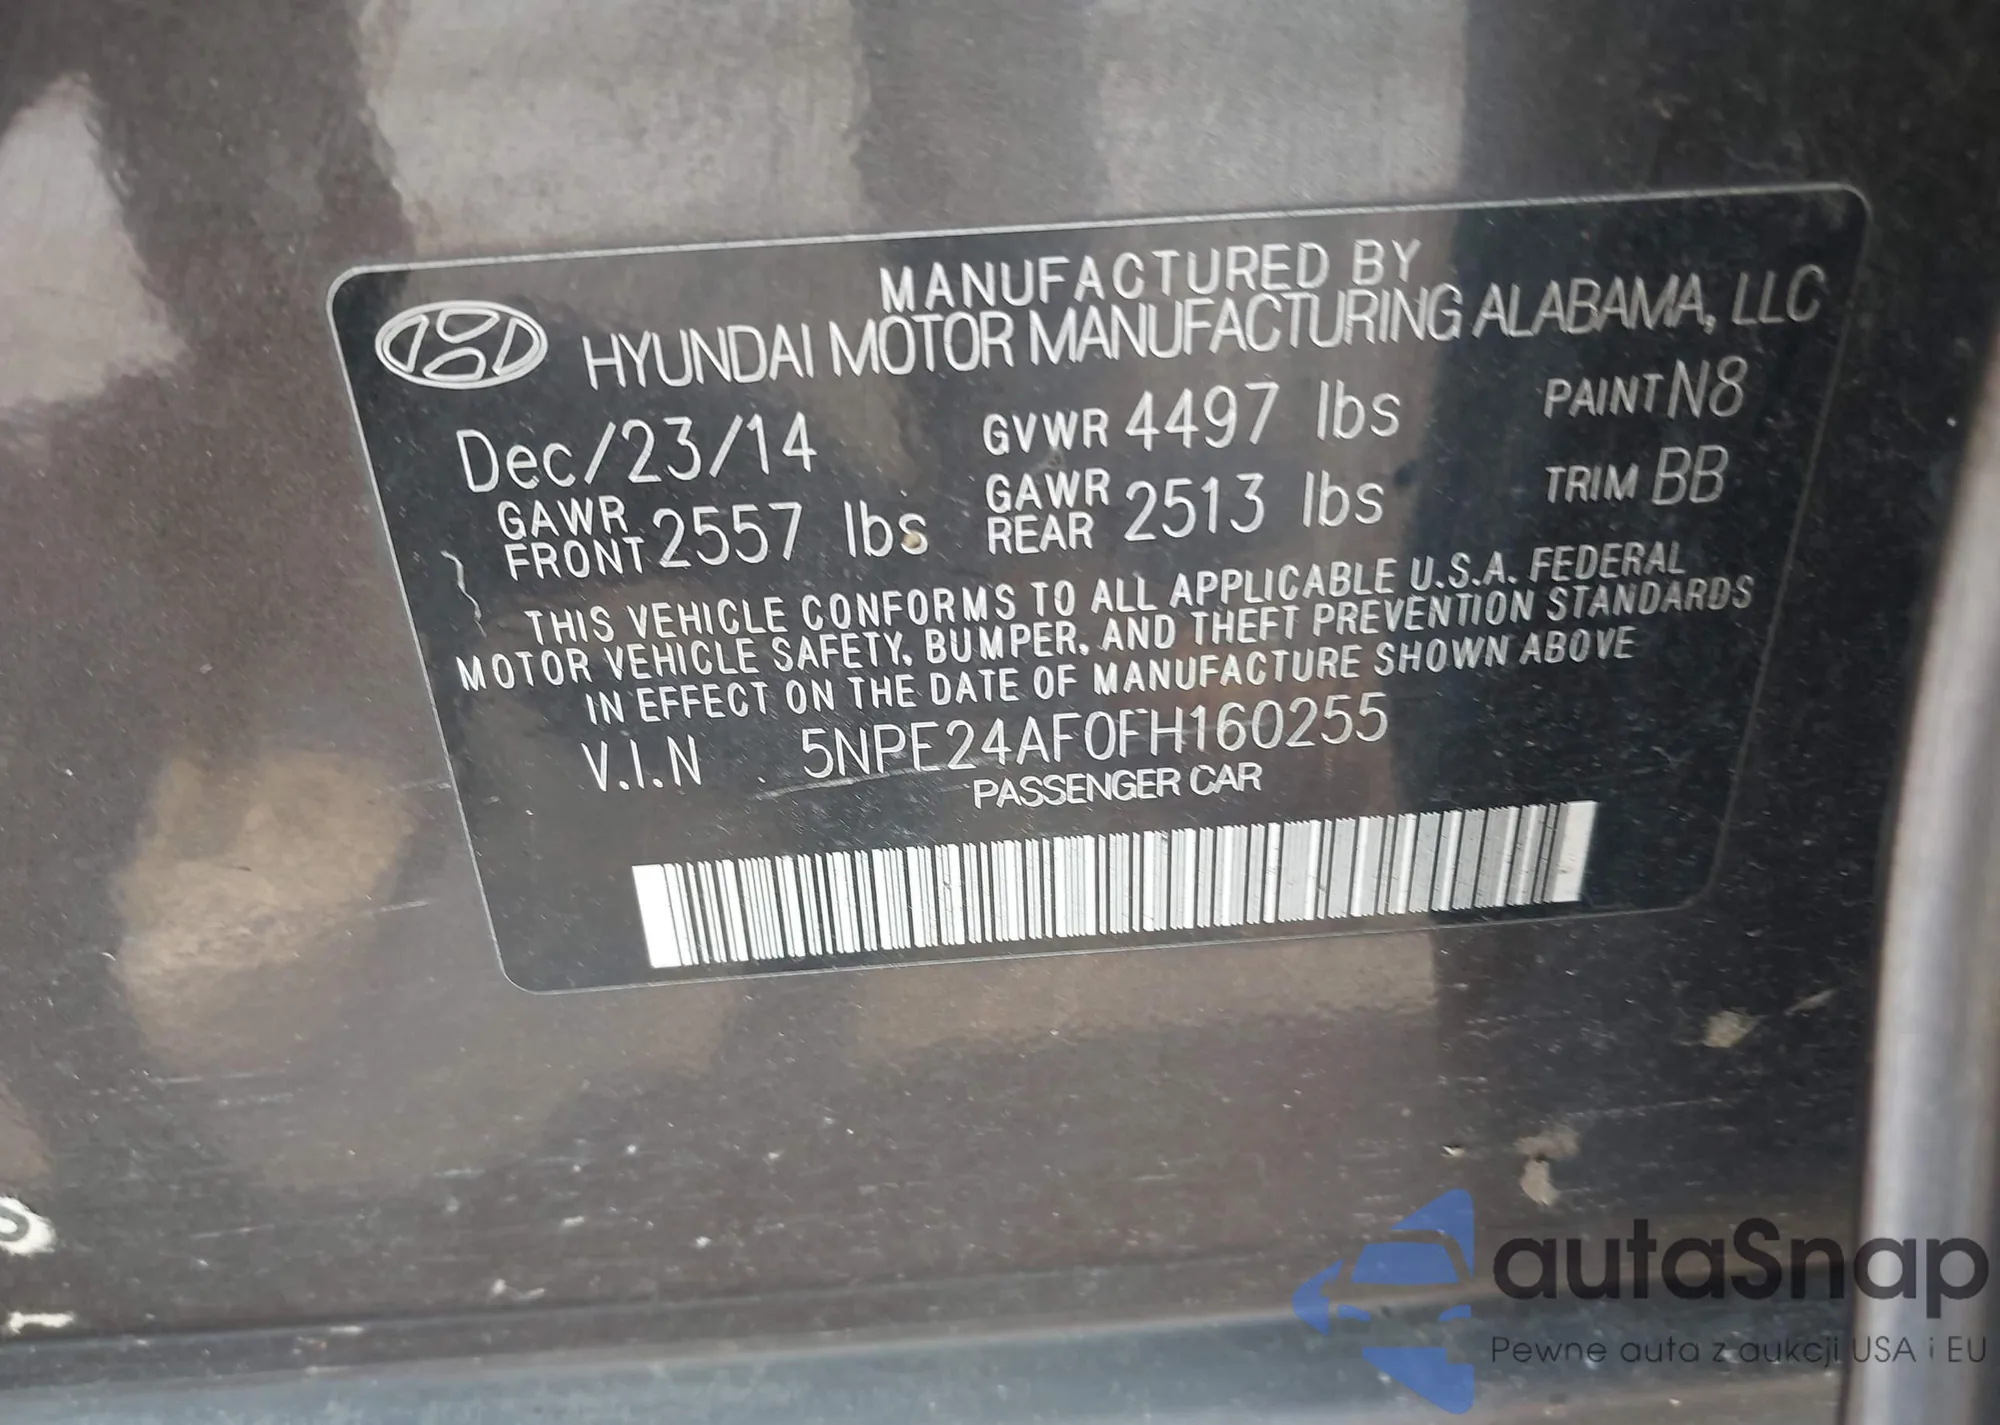 MANUFACTURED BY
HYUNDAI MOTOR MANUFACTURING ALABAMA, LLC
Dec/23/14 GVWR 4497 lbs PAINT N8
GAWR FRONT 2557 lbs GAWR REAR 2513 lbs TRIM BB
THIS VEHICLE CONFORMS TO ALL APPLICABLE U.S.A. FEDERAL
MOTOR VEHICLE SAFETY, BUMPER, AND THEFT PREVENTION STANDARDS
IN EFFECT ON THE DATE OF MANUFACTURE SHOWN ABOVE
V.I.N 5NPE24AF0FH160255
PASSENGER CAR
autaSnap
Pewne auta z aukcji USA i EU